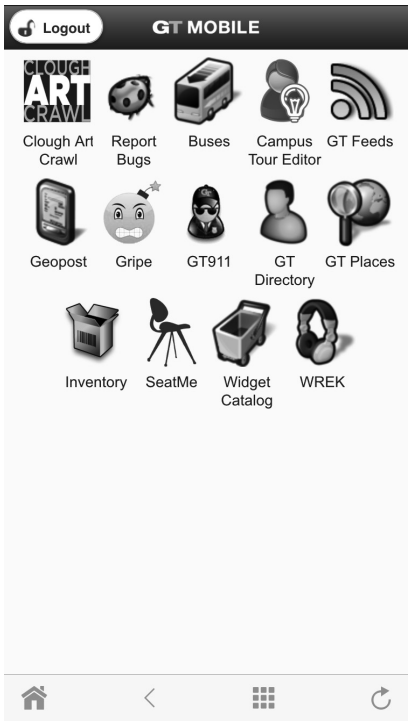 Logout
GT MOBILE
CLOUGH
ART
CRAWL
Clough Art
Crawl
Report
Bugs
Buses
Campus
Tour Editor
GT Feeds
Geopost
Gripe
GT911
GT
Directory
GT Places
Inventory
SeatMe
Widget
Catalog
WREK